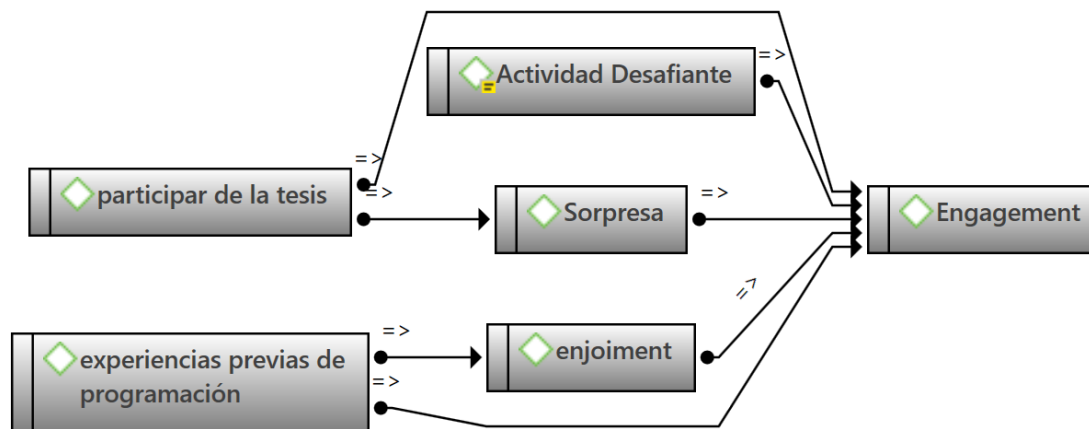 =>
Actividad Desafiante
=>
participar de la tesis
=>
Sorpresa
=>
Engagement
=>
=>
enjoiment
experiencias previas de
programación
=>